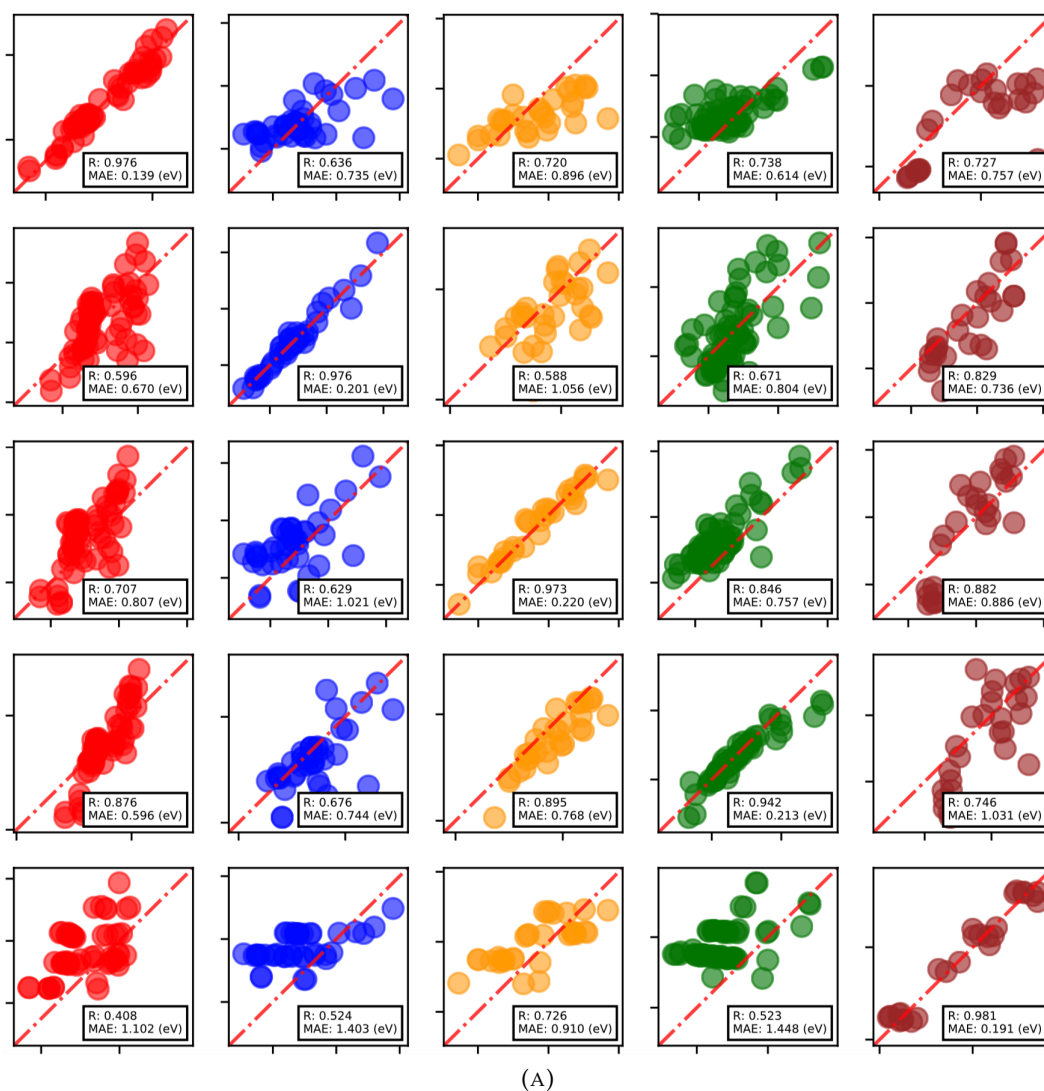 R: 0.976
MAE: 0.139 (eV)
R: 0.636
MAE: 0.735 (eV)
R: 0.720
MAE: 0.896 (eV)
R: 0.738
MAE: 0.614 (eV)
R: 0.727
MAE: 0.757 (eV)
R: 0.596
MAE: 0.670 (eV)
R: 0.976
MAE: 0.201 (eV)
R: 0.588
MAE: 1.056 (eV)
R: 0.671
MAE: 0.804 (eV)
R: 0.829
MAE: 0.736 (eV)
R: 0.707
MAE: 0.807 (eV)
R: 0.629
MAE: 1.021 (eV)
R: 0.973
MAE: 0.220 (eV)
R: 0.846
MAE: 0.757 (eV)
R: 0.882
MAE: 0.886 (eV)
R: 0.876
MAE: 0.596 (eV)
R: 0.676
MAE: 0.744 (eV)
R: 0.895
MAE: 0.768 (eV)
R: 0.942
MAE: 0.213 (eV)
R: 0.746
MAE: 1.031 (eV)
R: 0.408
MAE: 1.102 (eV)
R: 0.524
MAE: 1.403 (eV)
R: 0.726
MAE: 0.910 (eV)
R: 0.523
MAE: 1.448 (eV)
R: 0.981
MAE: 0.191 (eV)
(A)